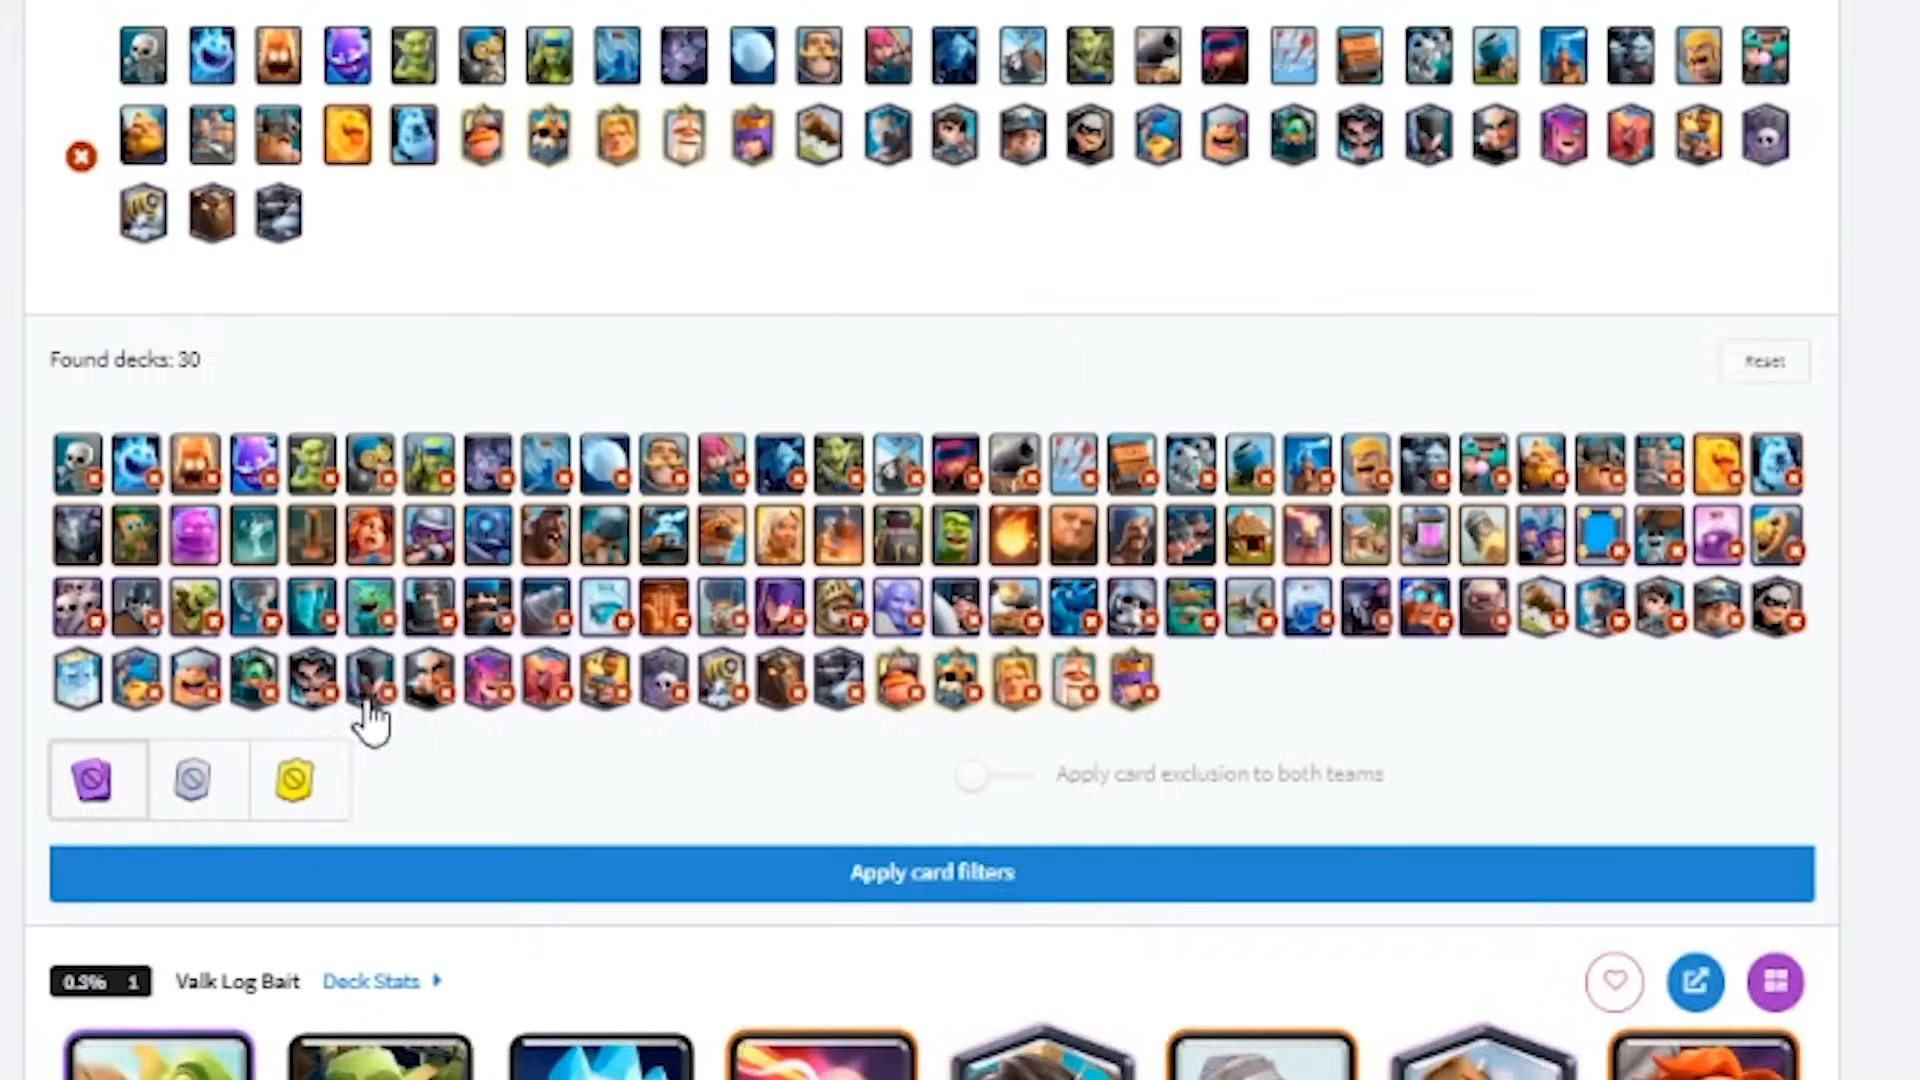 Found decks: 30
Reset
Apply card exclusion to both teams
Apply card filters
0.3% 1 Valk Log Bait Deck Stats